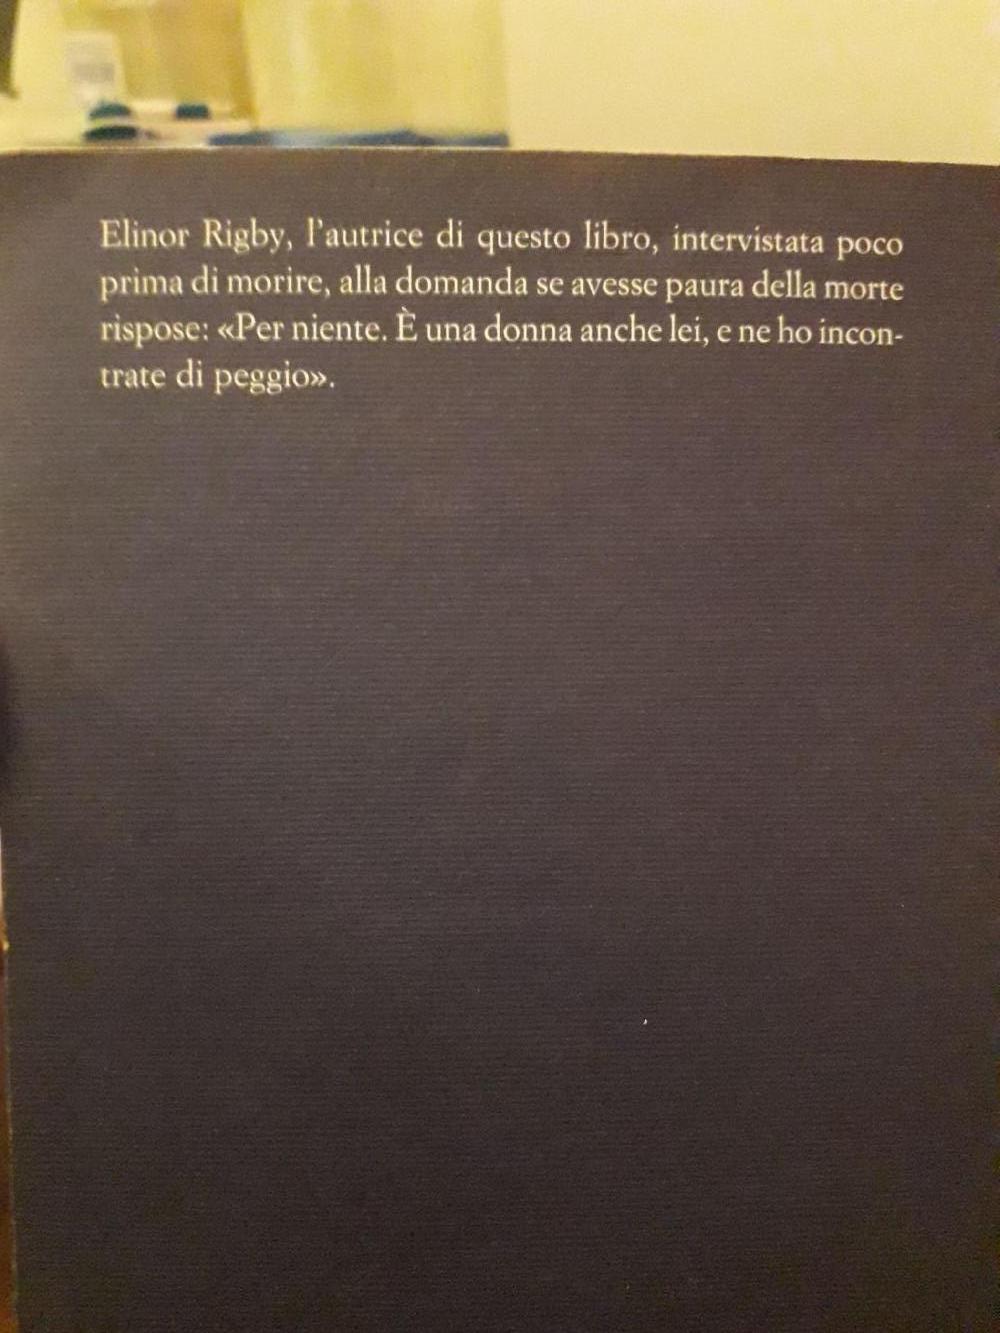 Elinor Rigby, l'autrice di questo libro, intervistata poco
prima di morire, alla domanda se avesse paura della morte
rispose: «Per niente. È una donna anche lei, e ne ho incon-
trate di peggio».